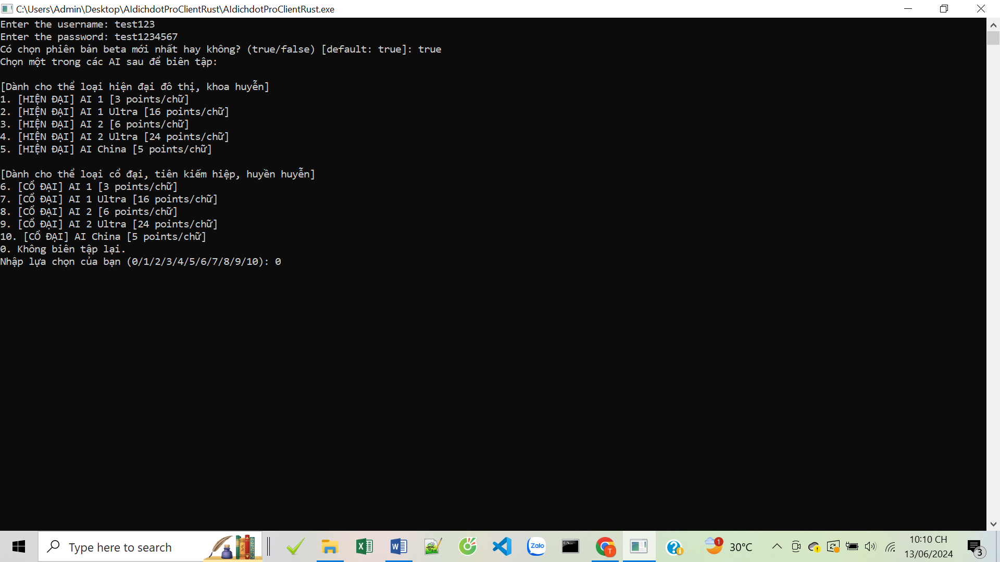 C:\Users\Admin\Desktop\AIdichdotProClientRust\AIdichdotProClientRust.exe
Enter the username: test123
Enter the password: test1234567
Có chọn phiên bản beta mới nhất hay không? (true/false) [default: true]: true
Chọn một trong các AI sau để biên tập:
[Dành cho thể loại hiện đại đô thị, khoa huyễn]
1. [HIỆN ĐẠI] AI 1 [3 points/chữ]
2. [HIỆN ĐẠI] AI 1 Ultra [16 points/chữ]
3. [HIỆN ĐẠI] AI 2 [6 points/chữ]
4. [HIỆN ĐẠI] AI 2 Ultra [24 points/chữ]
5. [HIỆN ĐẠI] AI China [5 points/chữ]
[Dành cho thể loại cổ đại, tiên kiếm hiệp, huyền huyễn]
6. [CỔ ĐẠI] AI 1 [3 points/chữ]
7. [CỔ ĐẠI] AI 1 Ultra [16 points/chữ]
8. [CỔ ĐẠI] AI 2 [6 points/chữ]
9. [CỔ ĐẠI] AI 2 Ultra [24 points/chữ]
10. [CỔ ĐẠI] AI China [5 points/chữ]
0. Không biên tập lại.
Nhập lựa chọn của bạn (0/1/2/3/4/5/6/7/8/9/10): 0
Type here to search
Zalo
T
1
30°C
10:10 CH
13/06/2024
3